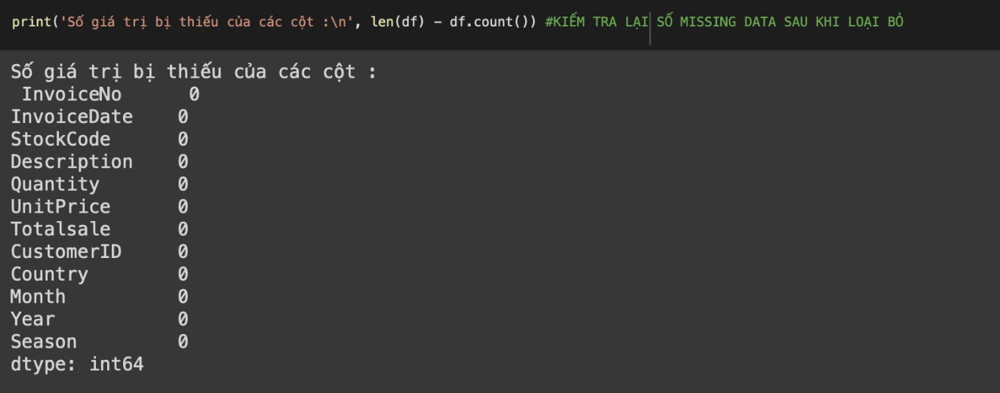 print('Số giá trị bị thiếu của các cột :\n', len(df) - df.count()) #KIỂM TRA LẠI SỐ MISSING DATA SAU KHI LOẠI BỎ
Số giá trị bị thiếu của các cột :
InvoiceNo 0
InvoiceDate 0
StockCode 0
Description 0
Quantity 0
UnitPrice 0
Totalsale 0
CustomerID 0
Country 0
Month 0
Year 0
Season 0
dtype: int64